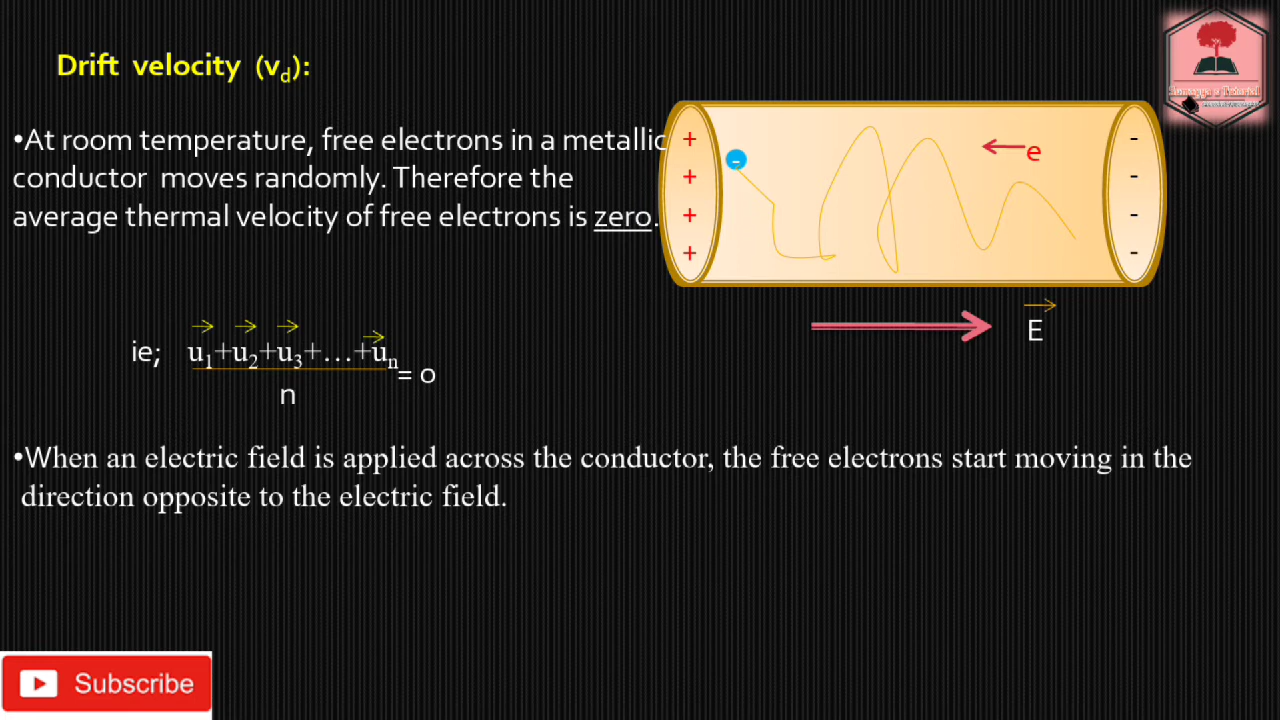 Drift velocity (vd):
•At room temperature, free electrons in a metallic
conductor moves randomly. Therefore the
average thermal velocity of free electrons is zero.
+ - e -
+ -
+ -
+ -
E
ie; u1+u2+u3+...+un = 0
n
•When an electric field is applied across the conductor, the free electrons start moving in the
direction opposite to the electric field.
Subscribe